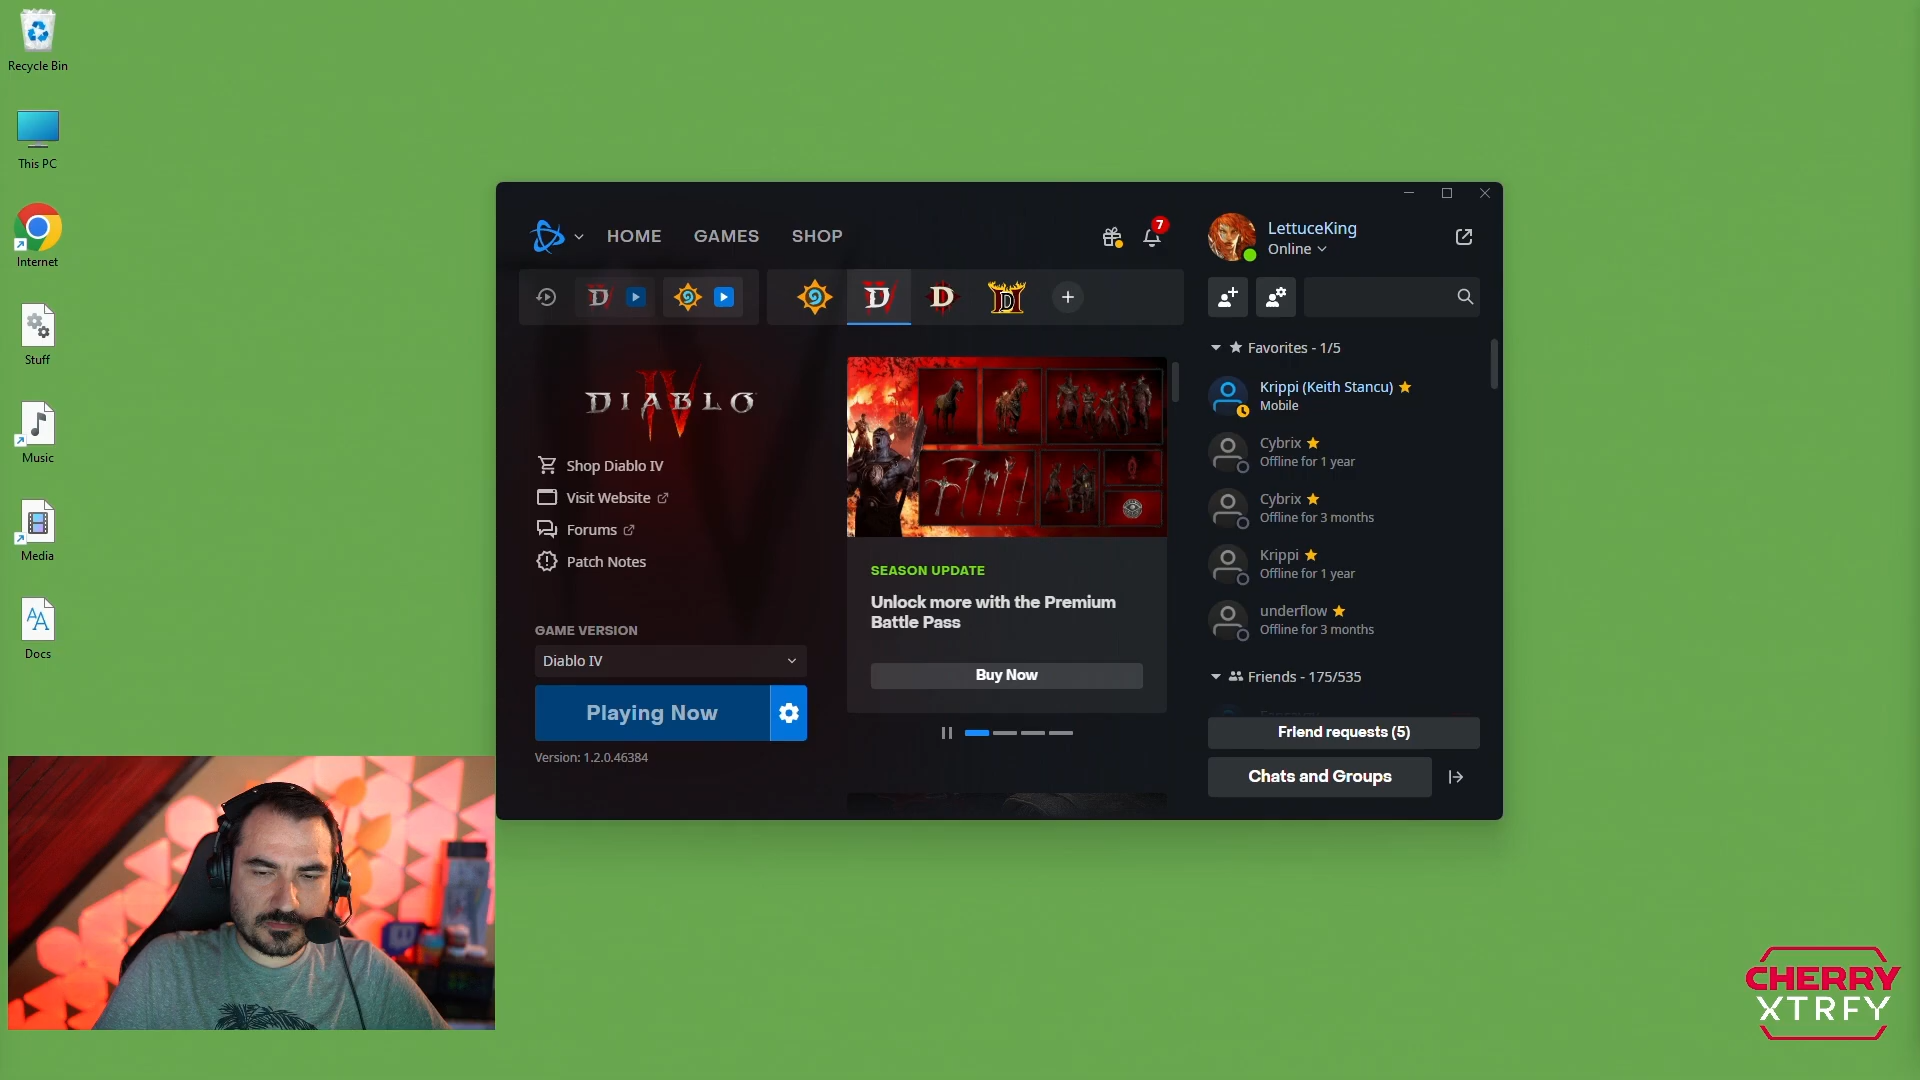 Recycle Bin
This PC
Internet
Stuff
Music
Media
Docs
HOME
GAMES
SHOP
7
LettuceKing
Online
DIABLO
IV
Shop Diablo IV
Visit Website
Forums
Patch Notes
GAME VERSION
Diablo IV
Playing Now
Version: 1.2.0.46384
SEASON UPDATE
Unlock more with the Premium
Battle Pass
Buy Now
Favorites - 1/5
Krippi (Keith Stancu)
Mobile
Cybrix
Offline for 1 year
Cybrix
Offline for 3 months
Krippi
Offline for 1 year
underflow
Offline for 3 months
Friends - 175/535
Friend requests (5)
Chats and Groups
CHERRY
XTRFY